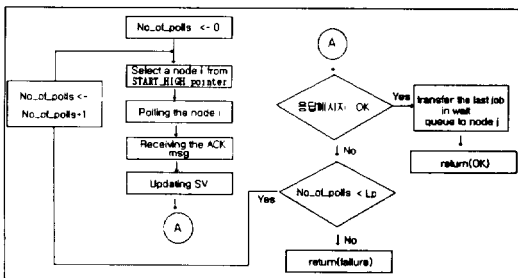 No_of_polls <- 0
Select a node i from
START_HIGH pointer
Polling the node i
Receiving the ACK
msg
Updating SV
A
No_of_polls <-
No_of_polls+1
A
응답메시지: OK
Yes
transfer the last job
in wait
queue to node i
return(OK)
No
No_of_polls < Lp
Yes
No
return(failure)